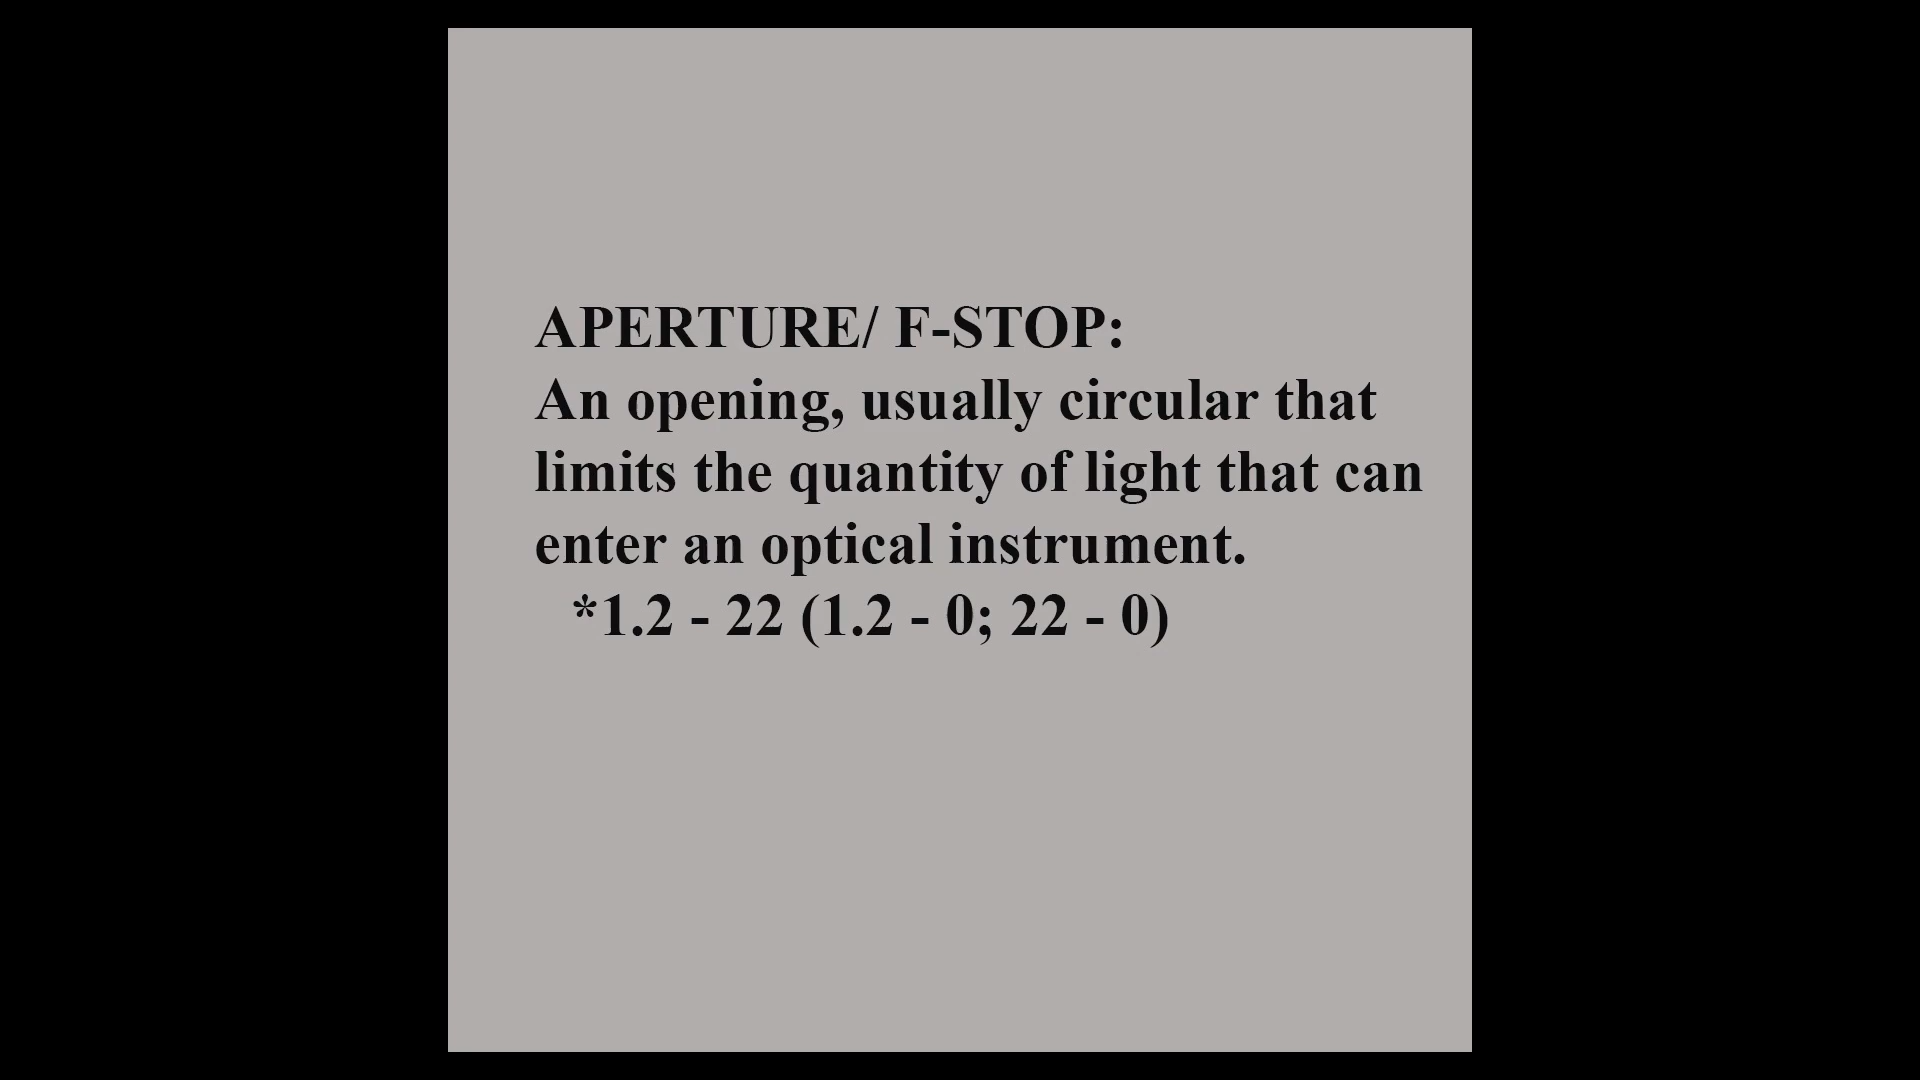 APERTURE/ F-STOP:
An opening, usually circular that
limits the quantity of light that can
enter an optical instrument.
*1.2 - 22 (1.2 - 0; 22 - 0)